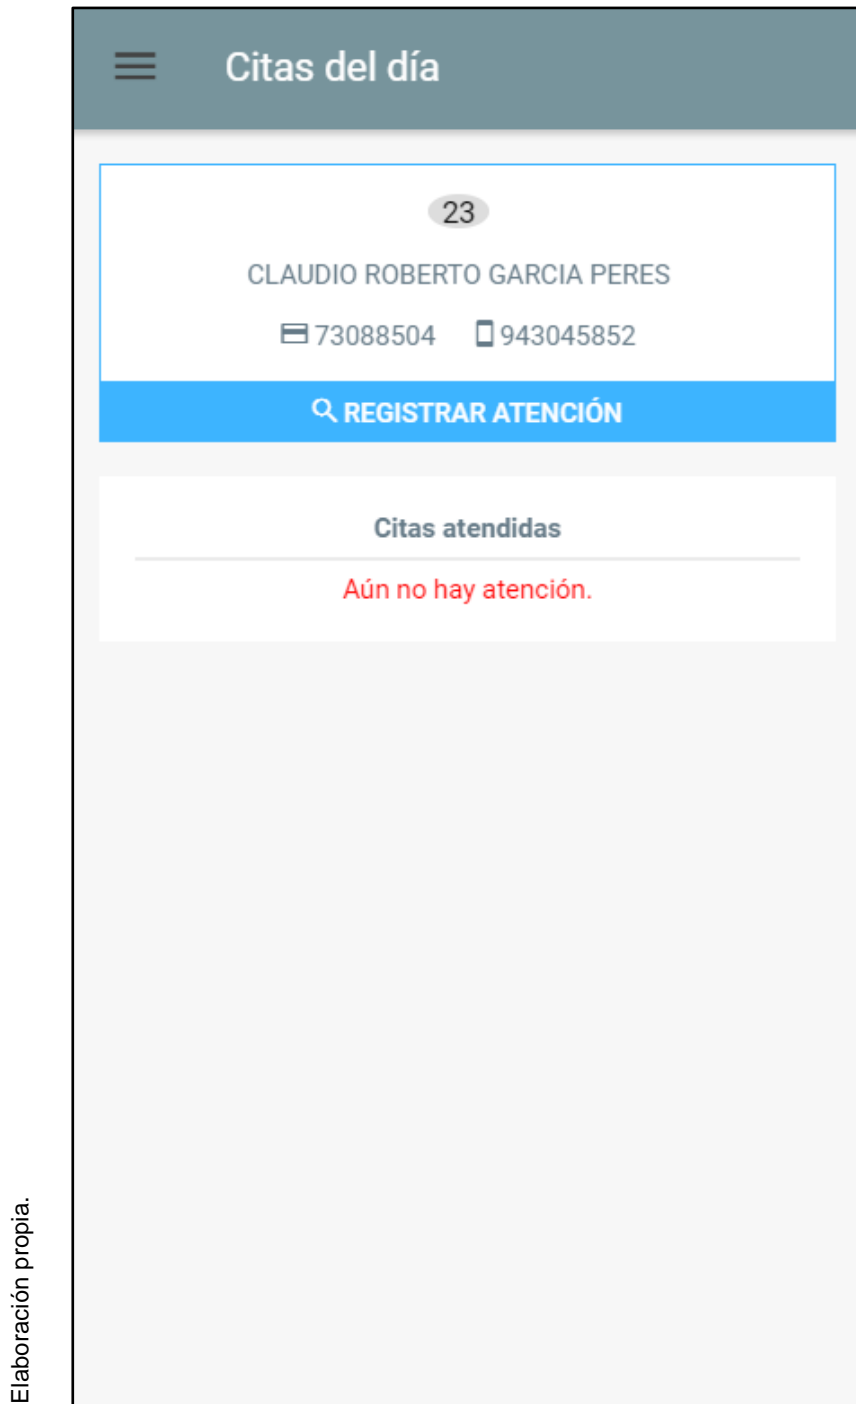 Citas del día
23
CLAUDIO ROBERTO GARCIA PERES
73088504 943045852
REGISTRAR ATENCIÓN
Citas atendidas
Aún no hay atención.
Elaboración propia.